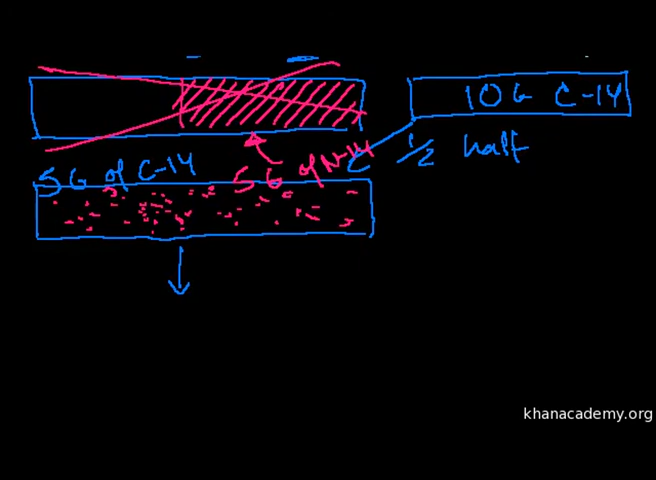 10 G C-14
1/2 half
5 G of C-14
5 G of N-14
khanacademy.org